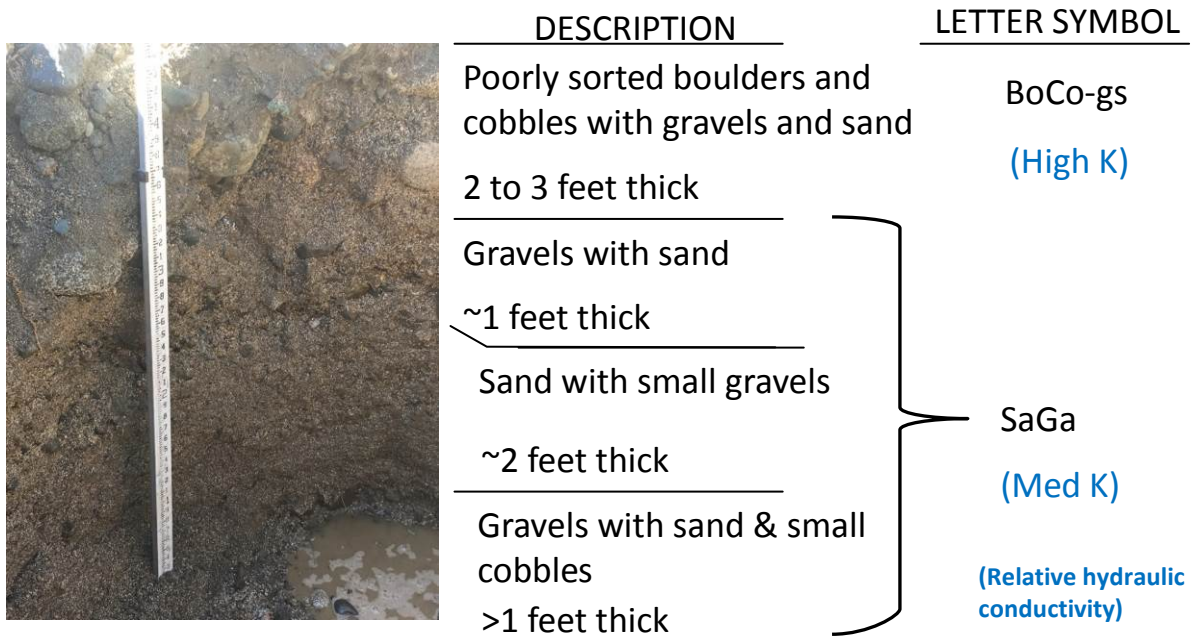 DESCRIPTION
LETTER SYMBOL
Poorly sorted boulders and
cobbles with gravels and sand
2 to 3 feet thick
BoCo-gs
(High K)
Gravels with sand
~1 feet thick
Sand with small gravels
~2 feet thick
Gravels with sand & small
cobbles
>1 feet thick
SaGa
(Med K)
(Relative hydraulic
conductivity)